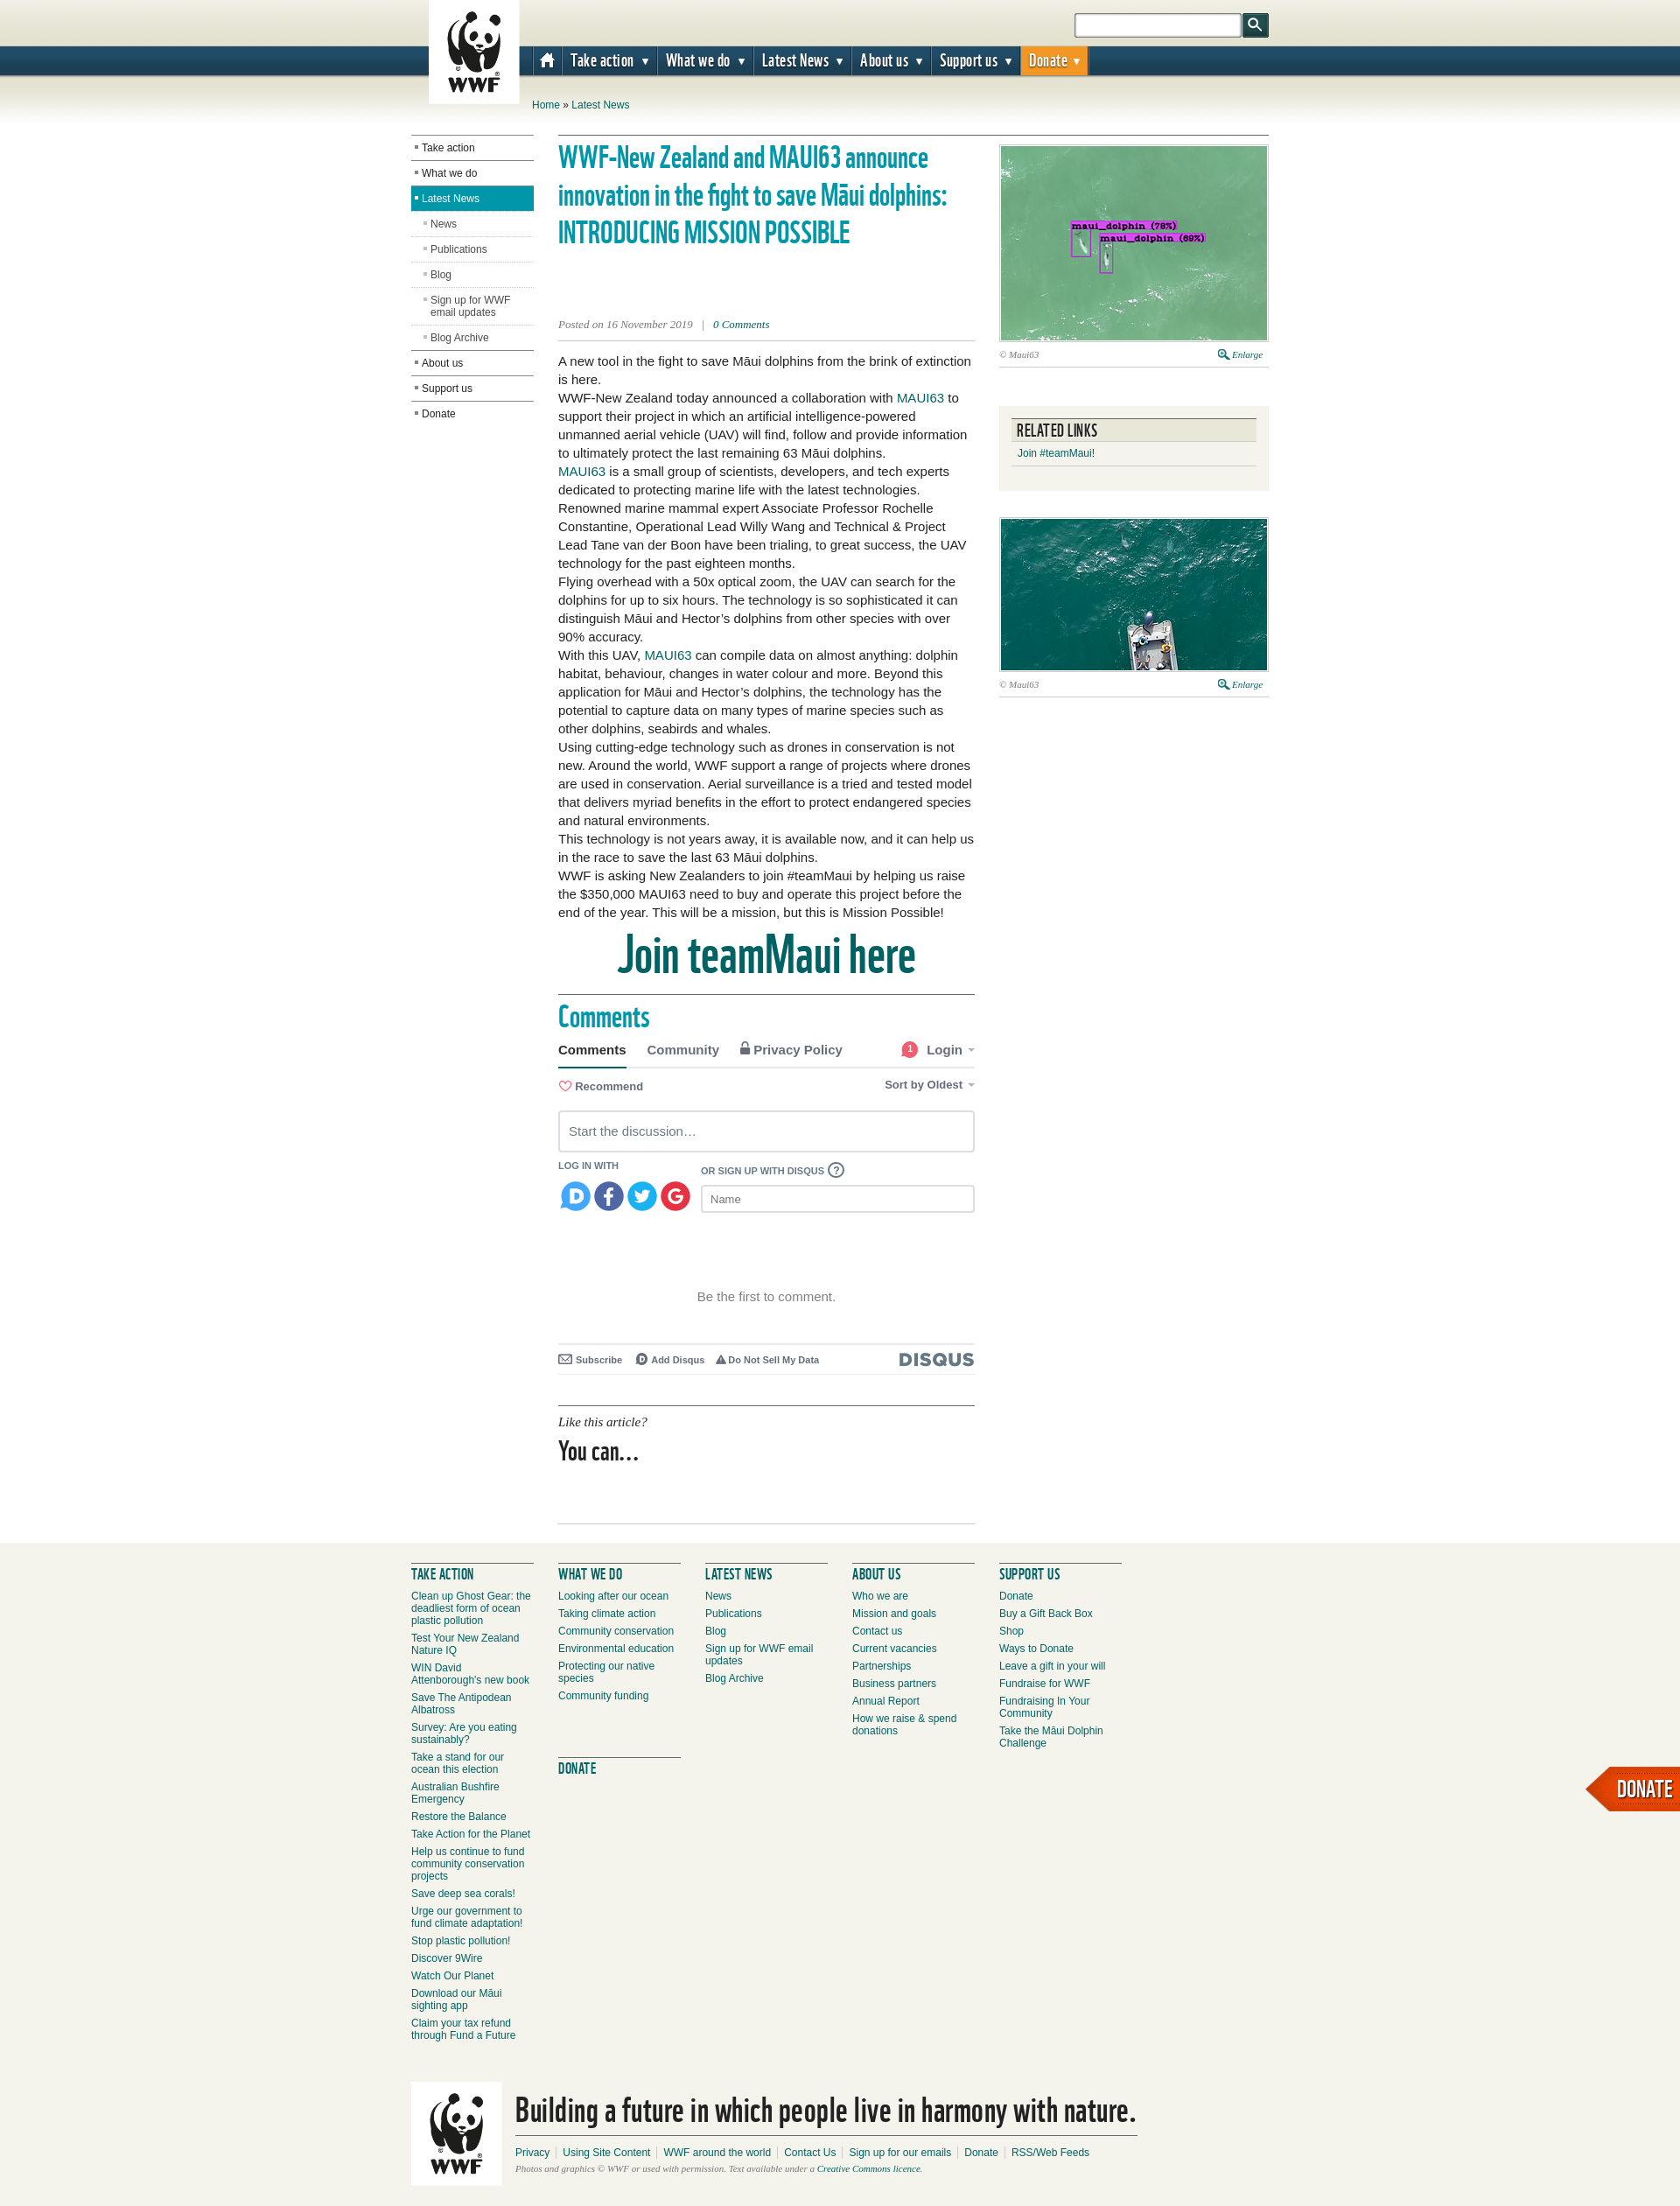 WWF
Take action ▼
What we do ▼
Latest News ▼
About us ▼
Support us ▼
Donate ▼
Home » Latest News
Take action
What we do
Latest News
News
Publications
Blog
Sign up for WWF
email updates
Blog Archive
About us
Support us
Donate
WWF-New Zealand and MAUI63 announce
innovation in the fight to save Māui dolphins:
INTRODUCING MISSION POSSIBLE
Posted on 16 November 2019 | 0 Comments
A new tool in the fight to save Māui dolphins from the brink of extinction
is here.
WWF-New Zealand today announced a collaboration with MAUI63 to
support their project in which an artificial intelligence-powered
unmanned aerial vehicle (UAV) will find, follow and provide information
to ultimately protect the last remaining 63 Māui dolphins.
MAUI63 is a small group of scientists, developers, and tech experts
dedicated to protecting marine life with the latest technologies.
Renowned marine mammal expert Associate Professor Rochelle
Constantine, Operational Lead Willy Wang and Technical & Project
Lead Tane van der Boon have been trialing, to great success, the UAV
technology for the past eighteen months.
Flying overhead with a 50x optical zoom, the UAV can search for the
dolphins for up to six hours. The technology is so sophisticated it can
distinguish Māui and Hector’s dolphins from other species with over
90% accuracy.
With this UAV, MAUI63 can compile data on almost anything: dolphin
habitat, behaviour, changes in water colour and more. Beyond this
application for Māui and Hector’s dolphins, the technology has the
potential to capture data on many types of marine species such as
other dolphins, seabirds and whales.
Using cutting-edge technology such as drones in conservation is not
new. Around the world, WWF support a range of projects where drones
are used in conservation. Aerial surveillance is a tried and tested model
that delivers myriad benefits in the effort to protect endangered species
and natural environments.
This technology is not years away, it is available now, and it can help us
in the race to save the last 63 Māui dolphins.
WWF is asking New Zealanders to join #teamMaui by helping us raise
the $350,000 MAUI63 need to buy and operate this project before the
end of the year. This will be a mission, but this is Mission Possible!
Join teamMaui here
maui_dolphin (78%)
maui_dolphin (69%)
© Maui63
Enlarge
RELATED LINKS
Join #teamMaui!
© Maui63
Enlarge
Comments
Comments
Community
Privacy Policy
1
Login
Recommend
Sort by Oldest
Start the discussion…
LOG IN WITH
OR SIGN UP WITH DISQUS ?
Name
Be the first to comment.
Subscribe
Add Disqus
Do Not Sell My Data
DISQUS
Like this article?
You can...
TAKE ACTION
Clean up Ghost Gear: the
deadliest form of ocean
plastic pollution
Test Your New Zealand
Nature IQ
WIN David
Attenborough's new book
Save The Antipodean
Albatross
Survey: Are you eating
sustainably?
Take a stand for our
ocean this election
Australian Bushfire
Emergency
Restore the Balance
Take Action for the Planet
Help us continue to fund
community conservation
projects
Save deep sea corals!
Urge our government to
fund climate adaptation!
Stop plastic pollution!
Discover 9Wire
Watch Our Planet
Download our Māui
sighting app
Claim your tax refund
through Fund a Future
WHAT WE DO
Looking after our ocean
Taking climate action
Community conservation
Environmental education
Protecting our native
species
Community funding
LATEST NEWS
News
Publications
Blog
Sign up for WWF email
updates
Blog Archive
ABOUT US
Who we are
Mission and goals
Contact us
Current vacancies
Partnerships
Business partners
Annual Report
How we raise & spend
donations
SUPPORT US
Donate
Buy a Gift Back Box
Shop
Ways to Donate
Leave a gift in your will
Fundraise for WWF
Fundraising In Your
Community
Take the Māui Dolphin
Challenge
DONATE
DONATE
WWF
Building a future in which people live in harmony with nature.
Privacy
Using Site Content
WWF around the world
Contact Us
Sign up for our emails
Donate
RSS/Web Feeds
Photos and graphics © WWF or used with permission. Text available under a Creative Commons licence.